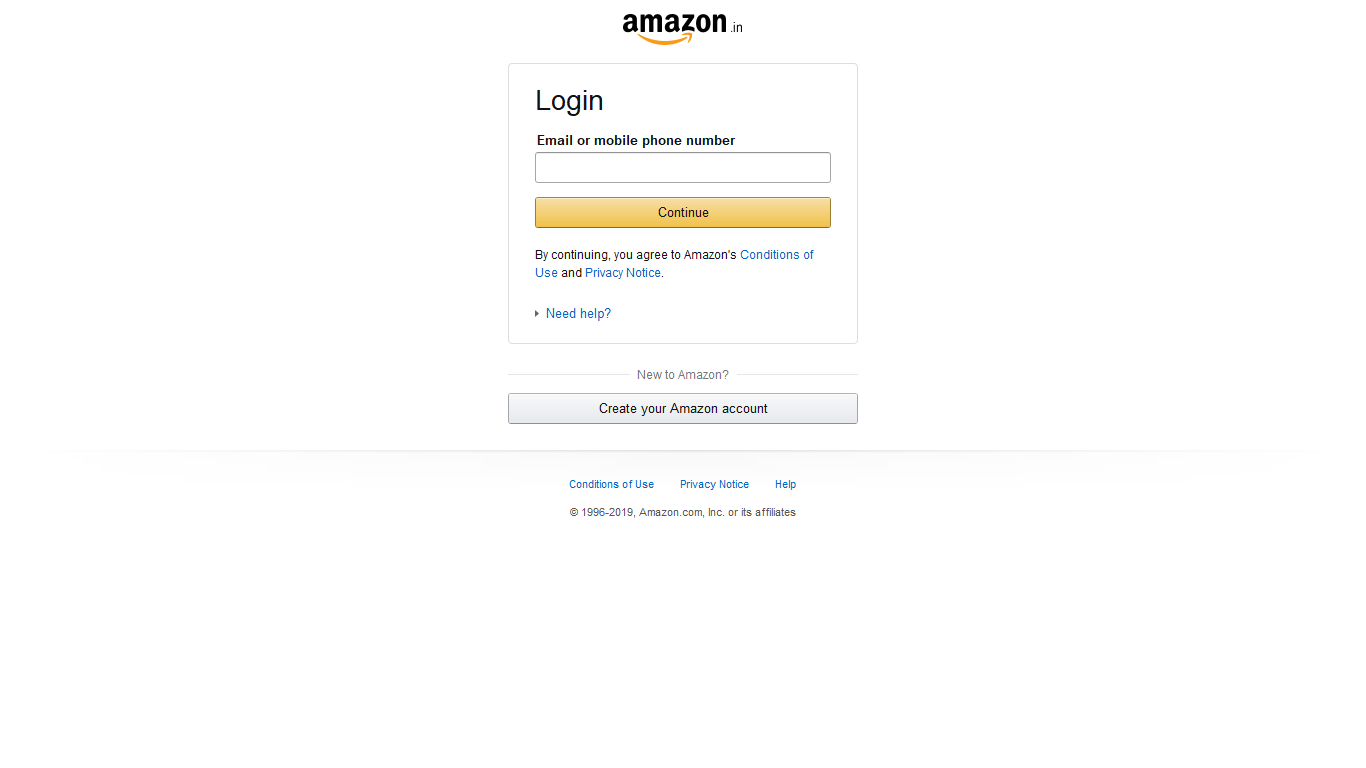 amazon.in
Login
Email or mobile phone number
Continue
By continuing, you agree to Amazon's Conditions of
Use and Privacy Notice.
Need help?
New to Amazon?
Create your Amazon account
Conditions of Use Privacy Notice Help
© 1996-2019, Amazon.com, Inc. or its affiliates